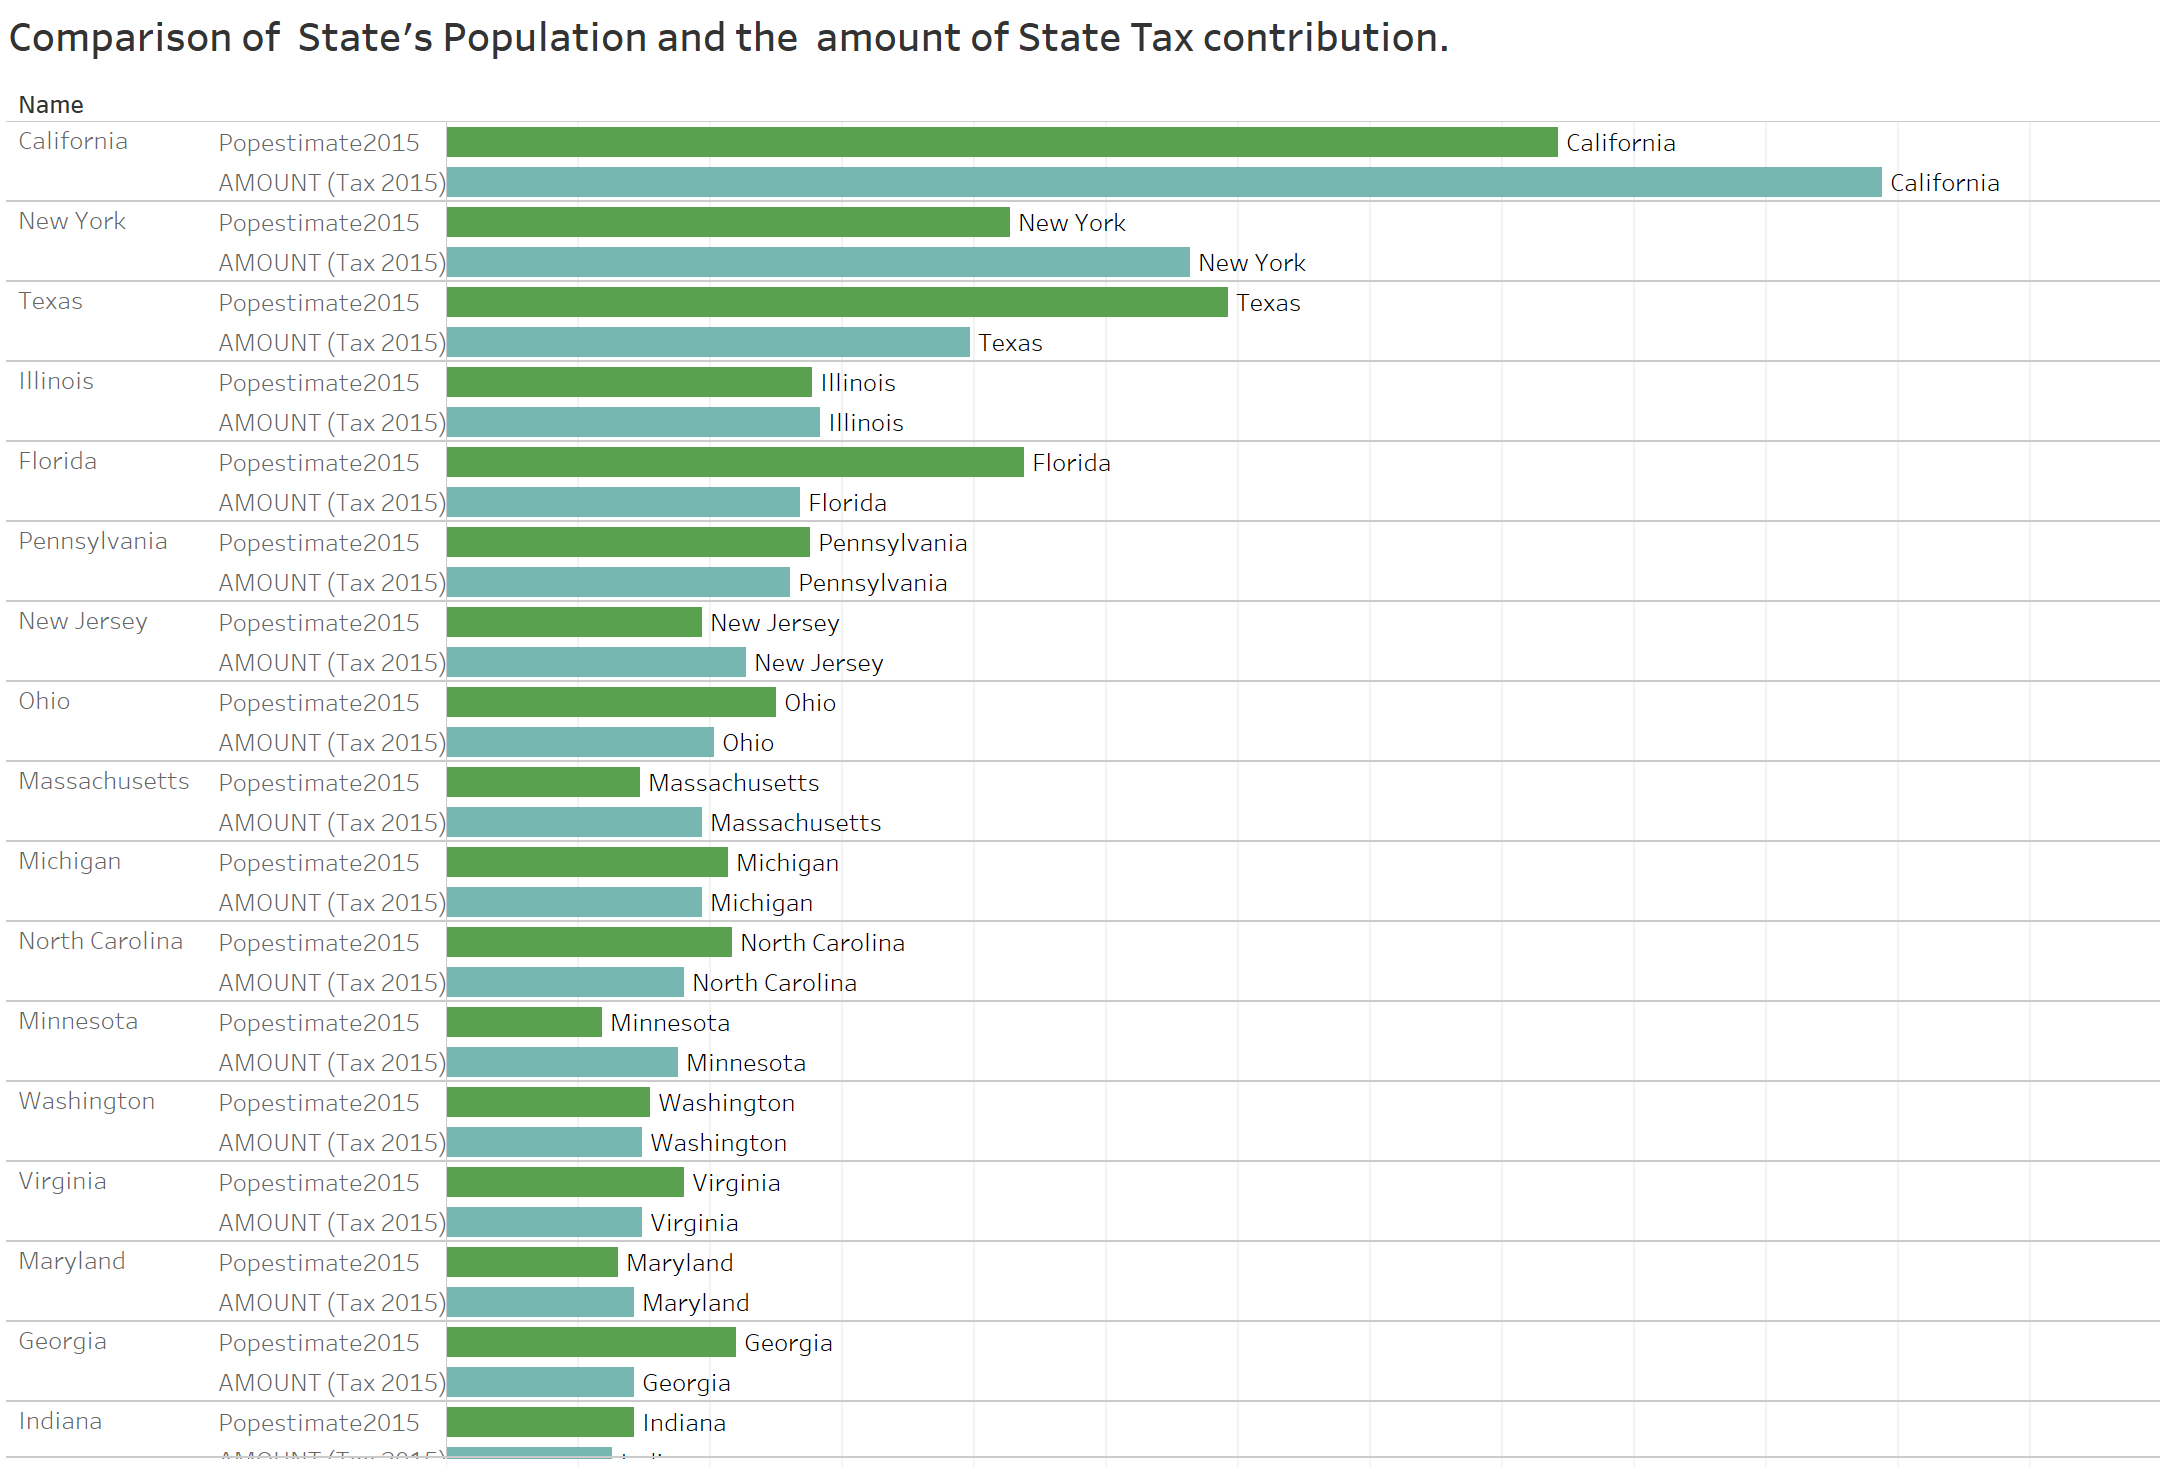 Comparison of  State’s Population and the  amount of State Tax contribution.
Name
California Popestimate2015 California
AMOUNT (Tax 2015) California
New York Popestimate2015 New York
AMOUNT (Tax 2015) New York
Texas Popestimate2015 Texas
AMOUNT (Tax 2015) Texas
Illinois Popestimate2015 Illinois
AMOUNT (Tax 2015) Illinois
Florida Popestimate2015 Florida
AMOUNT (Tax 2015) Florida
Pennsylvania Popestimate2015 Pennsylvania
AMOUNT (Tax 2015) Pennsylvania
New Jersey Popestimate2015 New Jersey
AMOUNT (Tax 2015) New Jersey
Ohio Popestimate2015 Ohio
AMOUNT (Tax 2015) Ohio
Massachusetts Popestimate2015 Massachusetts
AMOUNT (Tax 2015) Massachusetts
Michigan Popestimate2015 Michigan
AMOUNT (Tax 2015) Michigan
North Carolina Popestimate2015 North Carolina
AMOUNT (Tax 2015) North Carolina
Minnesota Popestimate2015 Minnesota
AMOUNT (Tax 2015) Minnesota
Washington Popestimate2015 Washington
AMOUNT (Tax 2015) Washington
Virginia Popestimate2015 Virginia
AMOUNT (Tax 2015) Virginia
Maryland Popestimate2015 Maryland
AMOUNT (Tax 2015) Maryland
Georgia Popestimate2015 Georgia
AMOUNT (Tax 2015) Georgia
Indiana Popestimate2015 Indiana